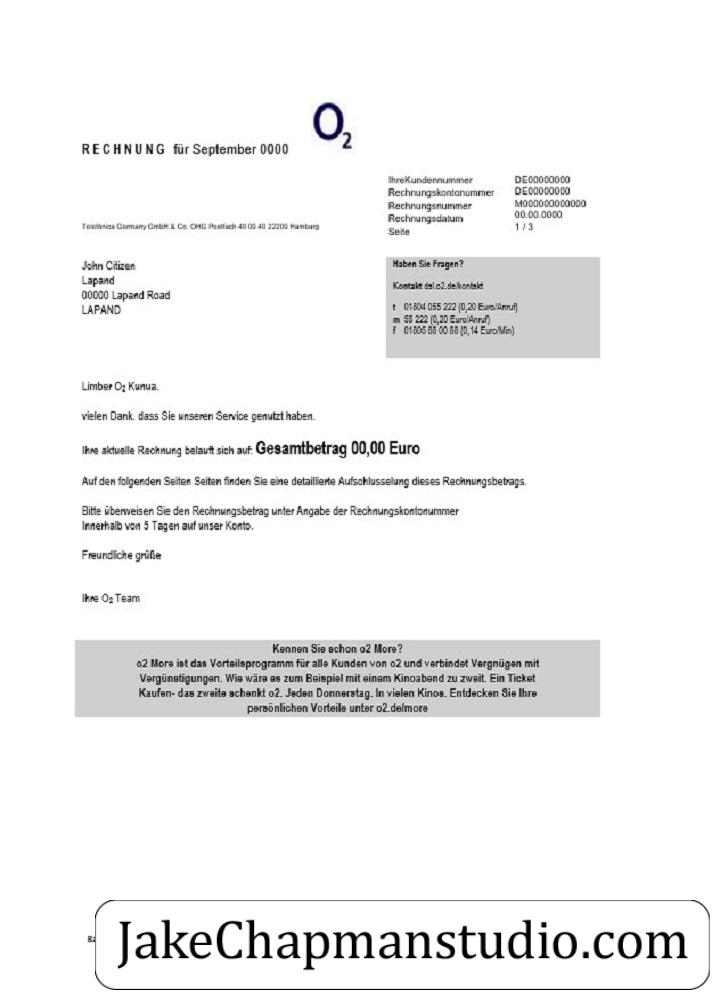 O2
RECHNUNG für September 0000
IhreKundennummer DE00000000
Rechnungskontonummer DE00000000
Rechnungsnummer M000000000000
Rechnungsdatum 00.00.0000
Seite 1 / 3
Telefónica Germany GmbH & Co. OHG Postfach 40 09 40 22209 Hamburg
John Citizen
Lapand
00000 Lapand Road
LAPAND
Haben Sie Fragen?
Kontakt dsl.o2.de/kontakt
t 01804 055 222 (0,20 Euro/Anruf)
m 55 222 (0,20 Euro/Anruf)
f 01805 88 00 88 (0,14 Euro/Min)
Limber O2 Kunua.
vielen Dank. dass Sie unseren Service genutzt haben.
Ihre aktuelle Rechnung belauft sich auf: Gesamtbetrag 00,00 Euro
Auf den folgenden Seiten Seiten finden Sie eine detaillierte Aufschlusselung dieses Rechnungsbetrags.
Bitte überweisen Sie den Rechnungsbetrag unter Angabe der Rechnungskontonummer
Innerhalb von 5 Tagen auf unser Konto.
Freundliche grüße
Ihre O2 Team
Kennen Sie schon o2 More?
o2 More ist das Vorteilsprogramm für alle Kunden von o2 und verbindet Vergnügen mit
Vergünstigungen. Wie wäre es zum Beispiel mit einem Kinoabend zu zweit. Ein Ticket
Kaufen- das zweite schenkt o2. Jeden Donnerstag. In vielen Kinos. Entdecken Sie Ihre
persönlichen Vorteile unter o2.de/more
JakeChapmanstudio.com